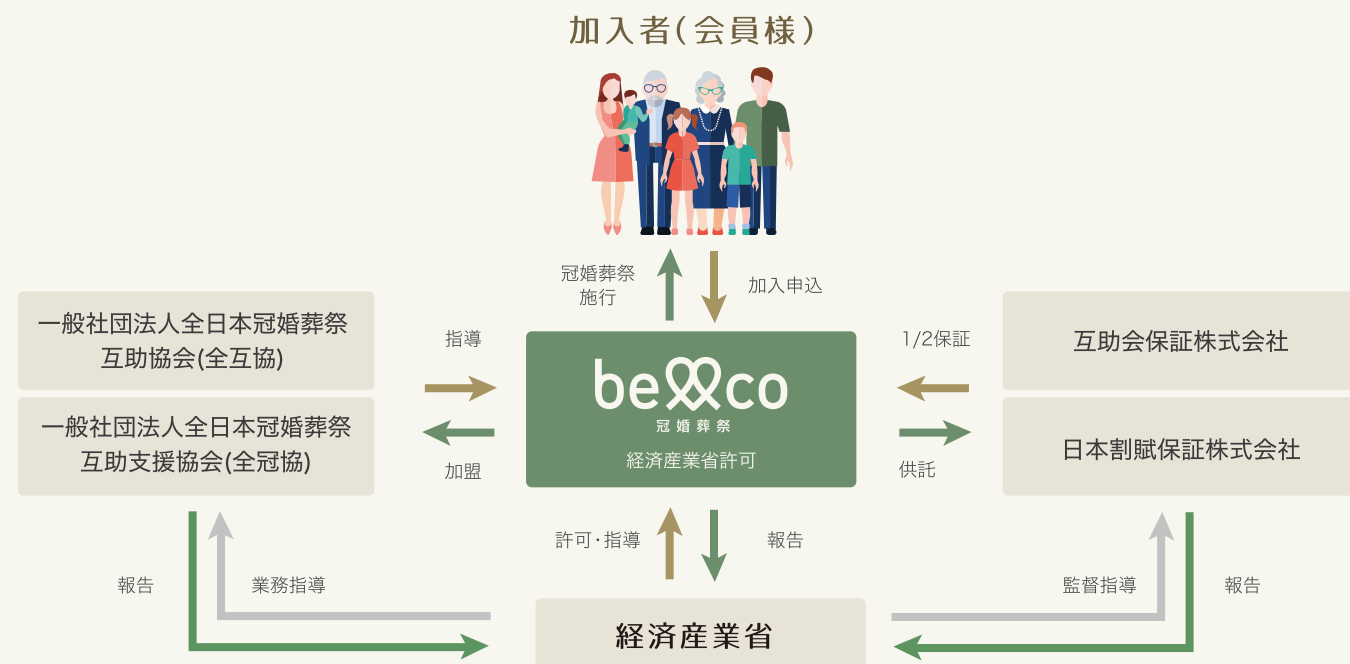 加入者(会員様)
冠婚葬祭
施行
加入申込
一般社団法人全日本冠婚葬祭
互助協会(全互協)
一般社団法人全日本冠婚葬祭
互助支援協会(全冠協)
指導
加盟
beco
冠婚葬祭
経済産業省許可
1/2保証
供託
互助会保証株式会社
日本割賦保証株式会社
許可・指導
報告
報告
業務指導
監督指導
報告
経済産業省